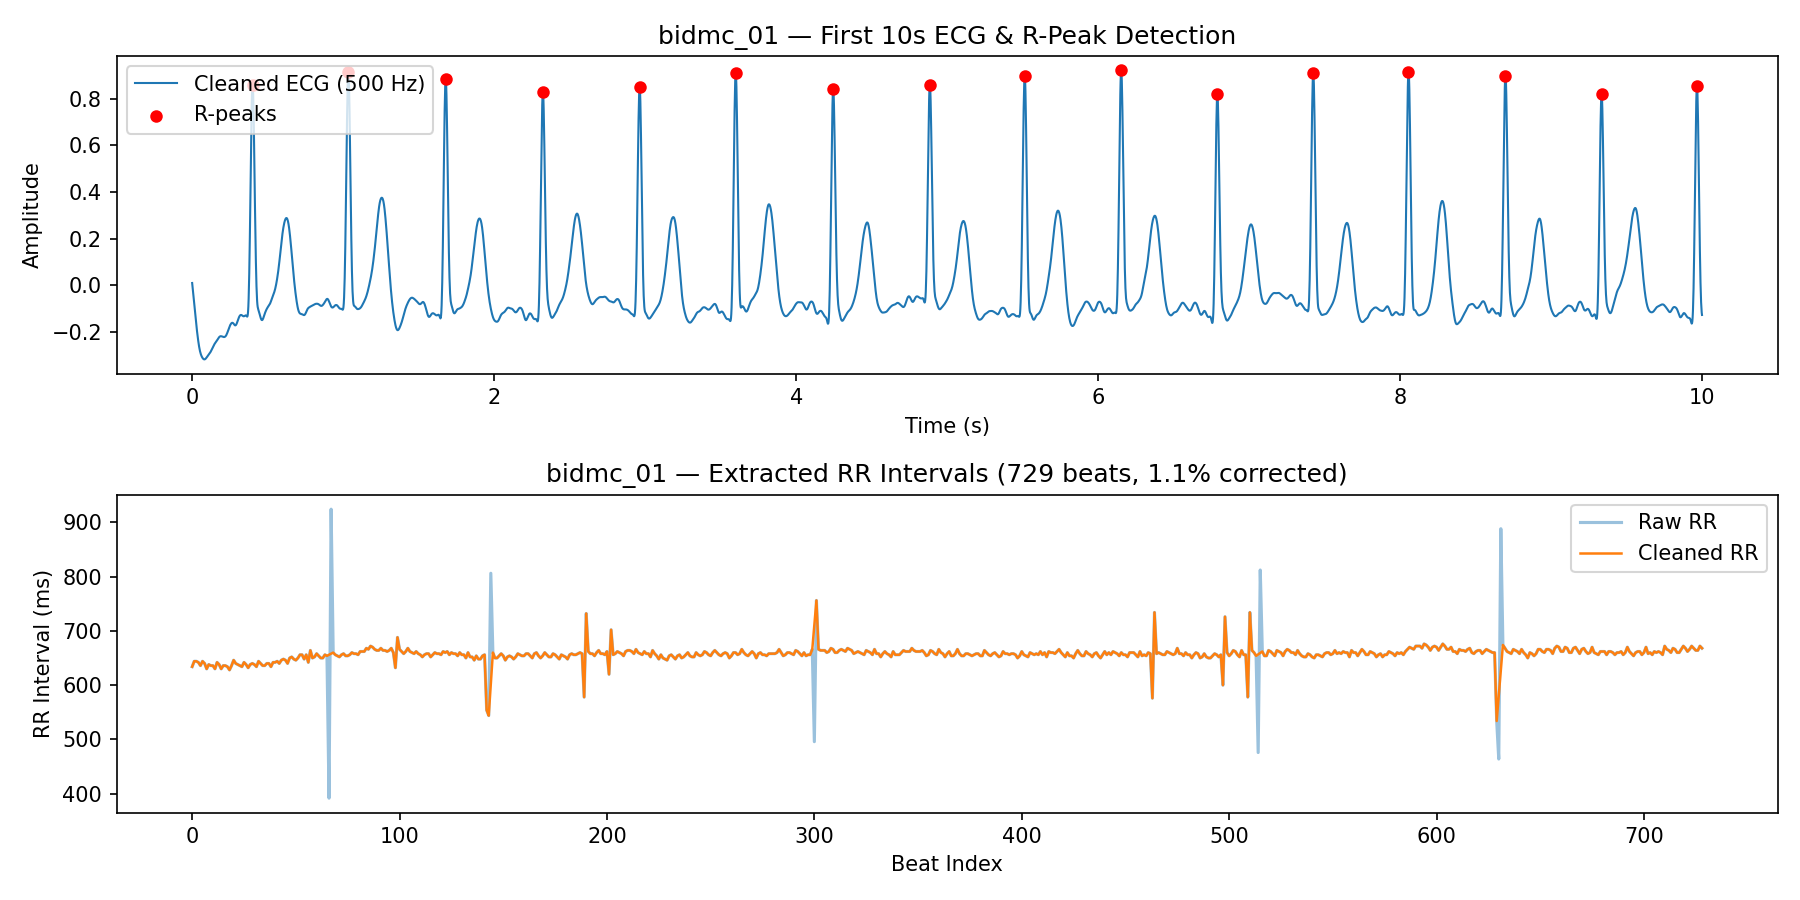 bidmc_01 — First 10s ECG & R-Peak Detection
Cleaned ECG (500 Hz)
R-peaks
Amplitude
0.8
0.6
0.4
0.2
0.0
−0.2
0 2 4 6 8 10
Time (s)
bidmc_01 — Extracted RR Intervals (729 beats, 1.1% corrected)
Raw RR
Cleaned RR
RR Interval (ms)
900
800
700
600
500
400
0 100 200 300 400 500 600 700
Beat Index